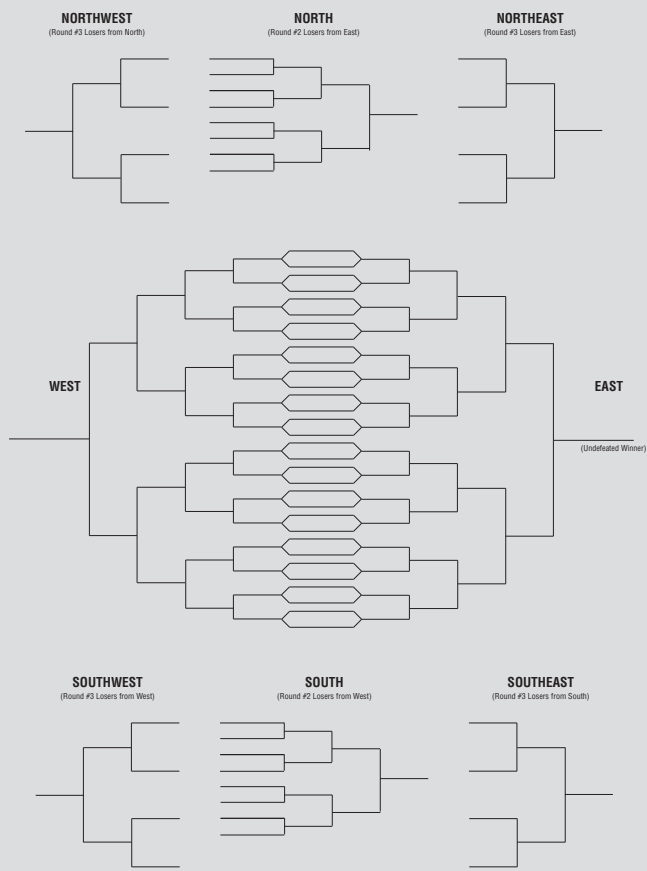 NORTHWEST
(Round #3 Losers from North)
NORTH
(Round #2 Losers from East)
NORTHEAST
(Round #3 Losers from East)
WEST
EAST
(Undefeated Winner)
SOUTHWEST
(Round #3 Losers from West)
SOUTH
(Round #2 Losers from West)
SOUTHEAST
(Round #3 Losers from South)